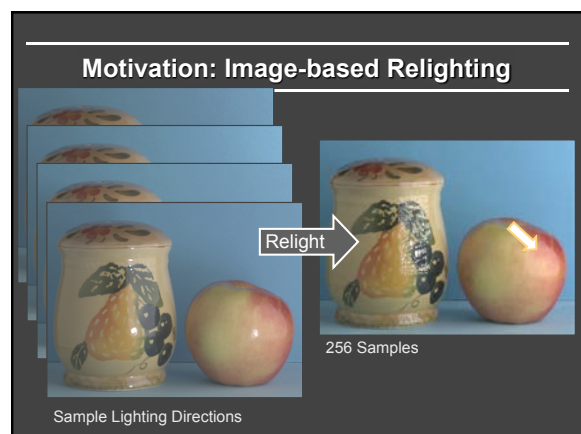 Motivation: Image-based Relighting
Relight
256 Samples
Sample Lighting Directions